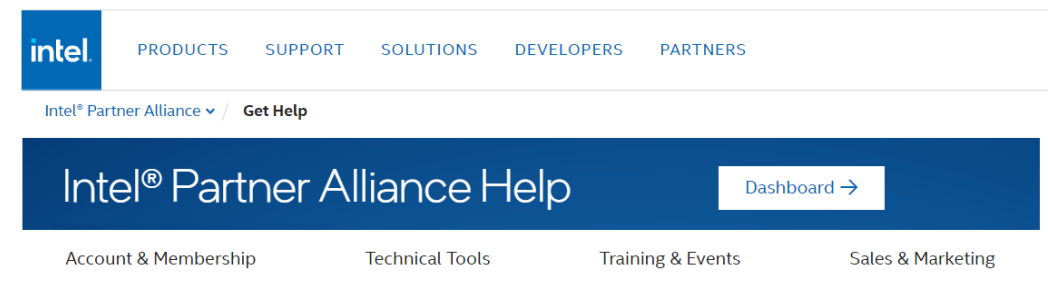 intel. PRODUCTS SUPPORT SOLUTIONS DEVELOPERS PARTNERS
Intel® Partner Alliance / Get Help
Intel® Partner Alliance Help Dashboard →
Account & Membership Technical Tools Training & Events Sales & Marketing